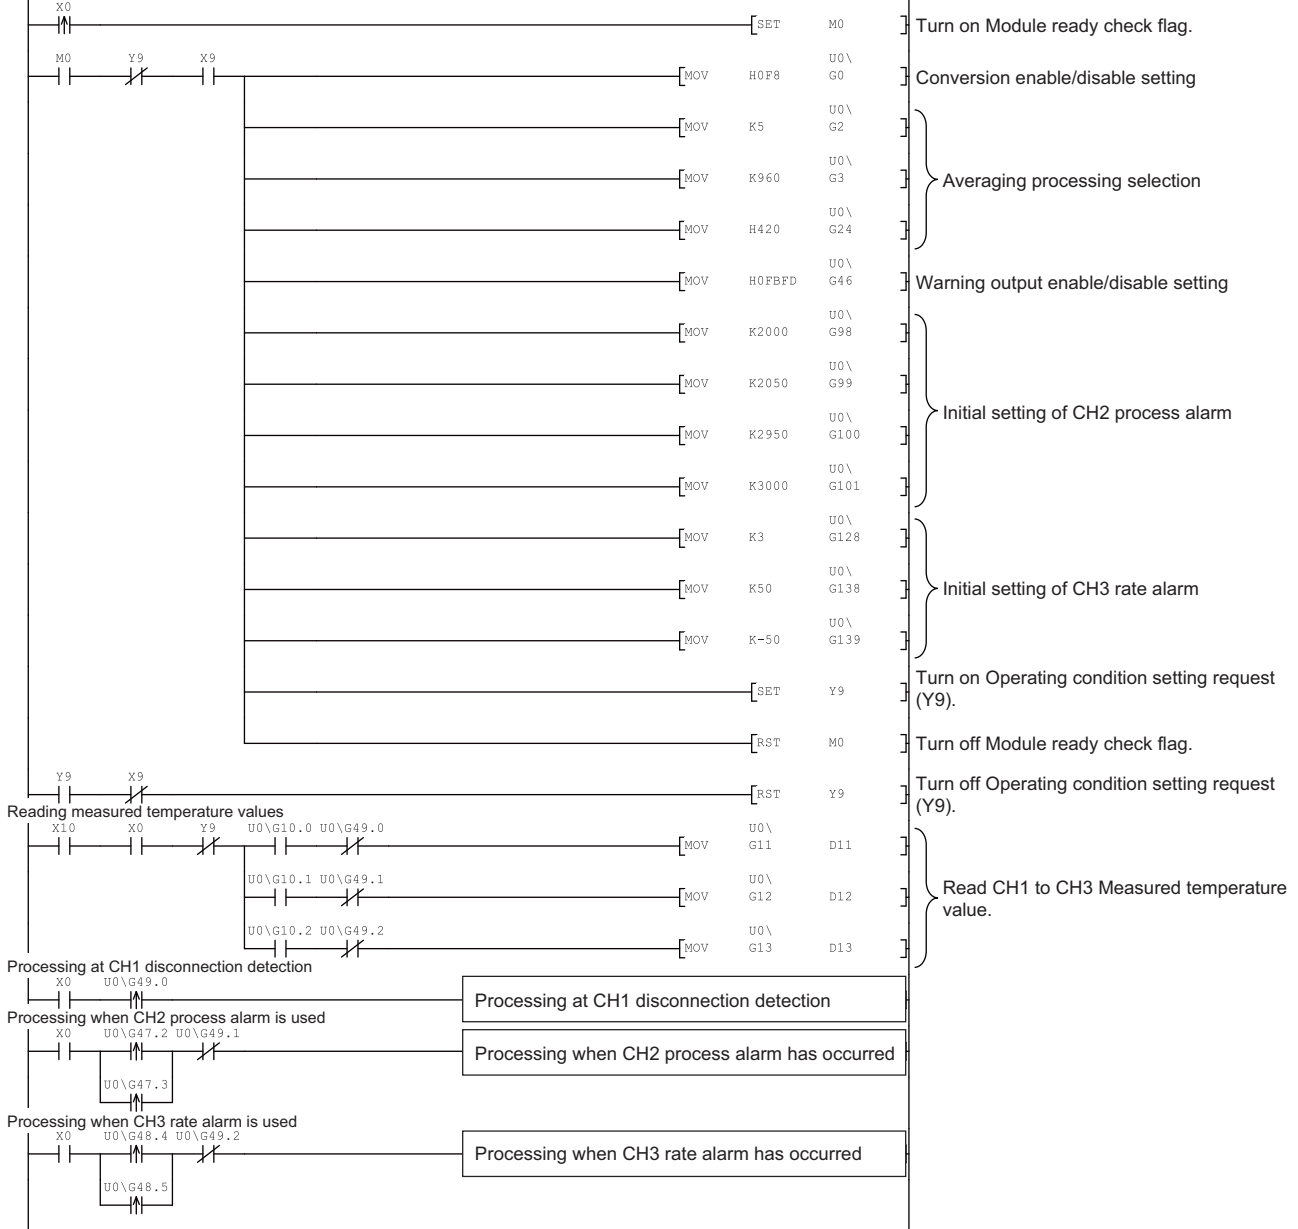 X0
SET M0 Turn on Module ready check flag.
M0 Y9 X9 U0\
MOV H0F8 G0 Conversion enable/disable setting
U0\
MOV K5 G2
U0\
MOV K960 G3 Averaging processing selection
U0\
MOV H420 G24
U0\
MOV H0FBFD G46 Warning output enable/disable setting
U0\
MOV K2000 G98
U0\
MOV K2050 G99
Initial setting of CH2 process alarm
U0\
MOV K2950 G100
U0\
MOV K3000 G101
U0\
MOV K3 G128
U0\
MOV K50 G138 Initial setting of CH3 rate alarm
U0\
MOV K-50 G139
Turn on Operating condition setting request
SET Y9 (Y9).
RST M0 Turn off Module ready check flag.
Y9 X9 Turn off Operating condition setting request
RST Y9 (Y9).
Reading measured temperature values
X10 X0 Y9 U0\G10.0 U0\G49.0 U0\
MOV G11 D11
U0\G10.1 U0\G49.1 U0\
Read CH1 to CH3 Measured temperature
MOV G12 D12
value.
U0\G10.2 U0\G49.2 U0\
MOV G13 D13
Processing at CH1 disconnection detection
X0 U0\G49.0
Processing at CH1 disconnection detection
Processing when CH2 process alarm is used
X0 U0\G47.2 U0\G49.1
Processing when CH2 process alarm has occurred
U0\G47.3
Processing when CH3 rate alarm is used
X0 U0\G48.4 U0\G49.2
Processing when CH3 rate alarm has occurred
U0\G48.5